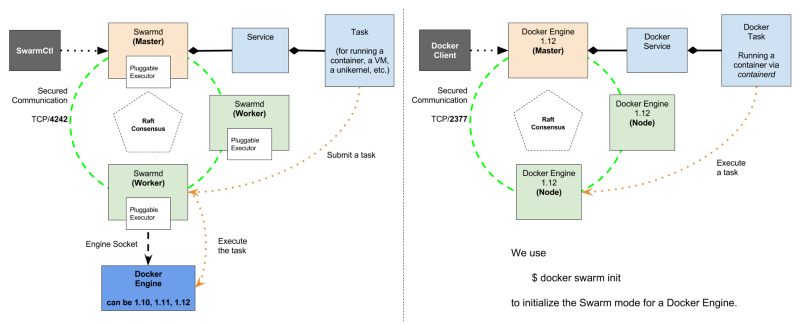 SwarmCtl
Swarmd
(Master)
Pluggable
Executor
Service
Task
(for running a
container, a VM,
a unikernel, etc.)
Secured
Communication
TCP/4242
Raft
Consensus
Swarmd
(Worker)
Pluggable
Executor
Submit a task
Swarmd
(Worker)
Pluggable
Executor
Engine Socket
Execute
the task
Docker
Engine
can be 1.10, 1.11, 1.12
Docker
Client
Docker Engine
1.12
(Master)
Docker
Service
Docker
Task
Running a
container via
containerd
Secured
Communication
TCP/2377
Raft
Consensus
Docker Engine
1.12
(Node)
Execute
a task
Docker Engine
1.12
(Node)
We use
$ docker swarm init
to initialize the Swarm mode for a Docker Engine.